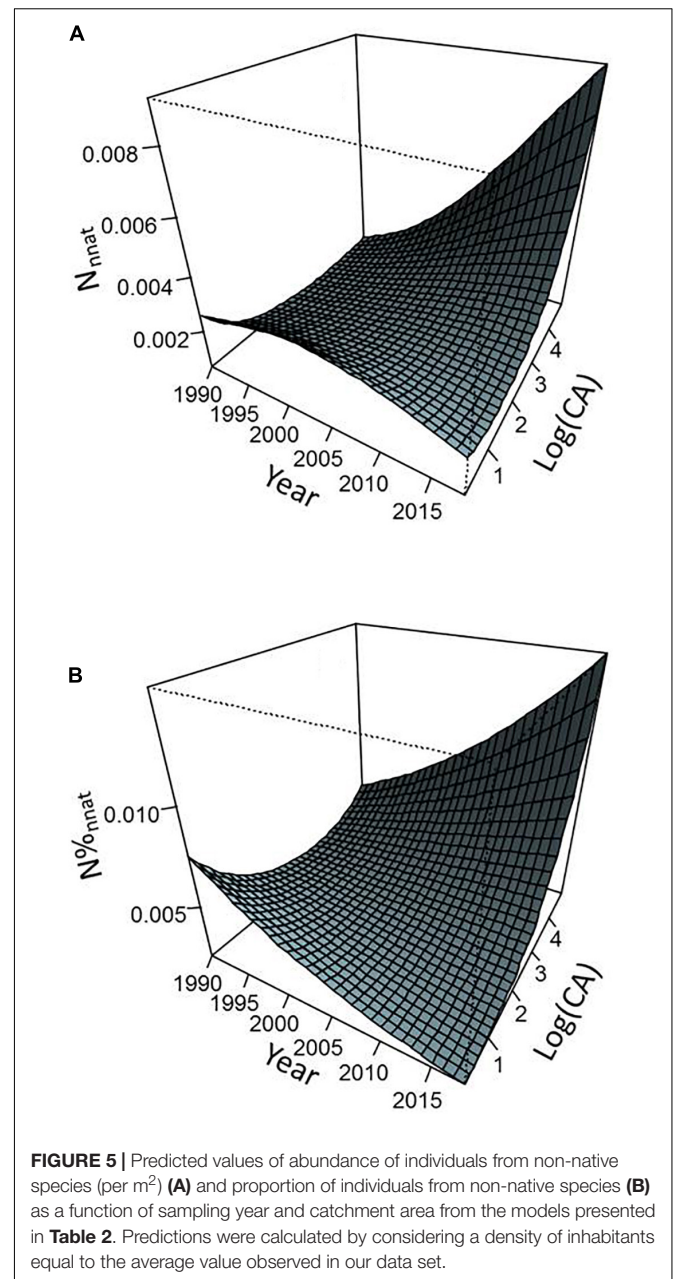 A
0.008
0.006
0.004
0.002
Nnnat
1990
1995
2000
2005
2010
2015
Year
1
2
3
4
Log(CA)
B
0.010
0.005
N%nnat
1990
1995
2000
2005
2010
2015
Year
1
2
3
4
Log(CA)
FIGURE 5 | Predicted values of abundance of individuals from non-native
species (per m²) (A) and proportion of individuals from non-native species (B)
as a function of sampling year and catchment area from the models presented
in Table 2. Predictions were calculated by considering a density of inhabitants
equal to the average value observed in our data set.